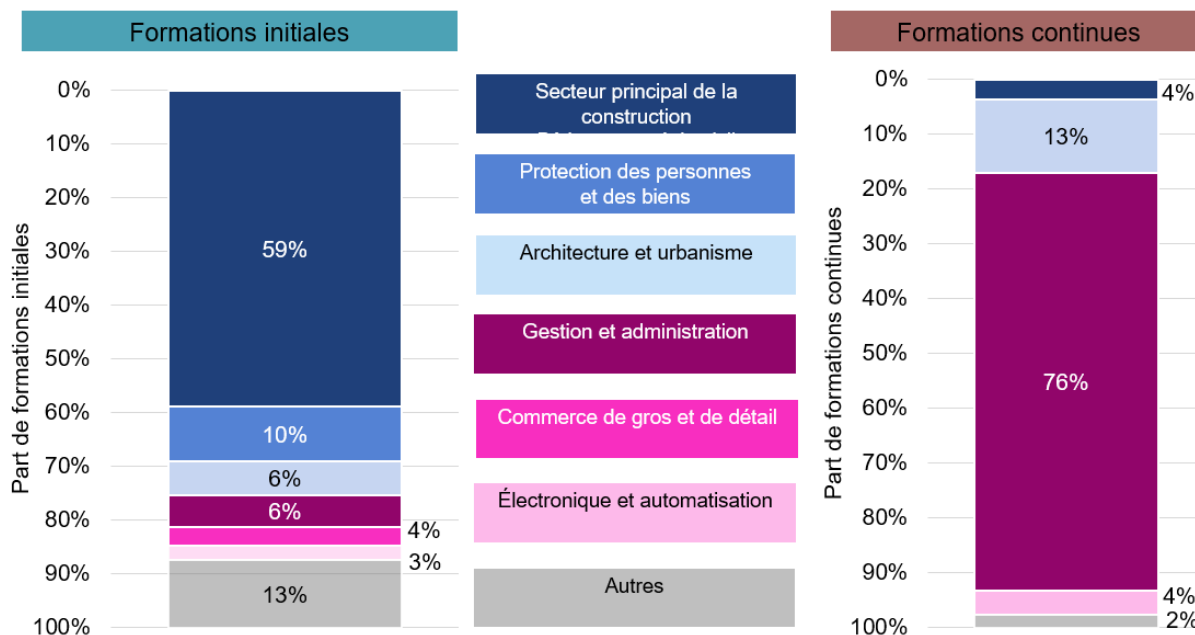 Formations initiales
Part de formations initiales
0%
10%
20%
30%
40%
50%
60%
70%
80%
90%
100%
59%
10%
6%
6%
4%
3%
13%
Secteur principal de la
construction
Protection des personnes
et des biens
Architecture et urbanisme
Gestion et administration
Commerce de gros et de détail
Électronique et automatisation
Autres
Formations continues
Part de formations continues
0%
10%
20%
30%
40%
50%
60%
70%
80%
90%
100%
4%
13%
76%
4%
2%